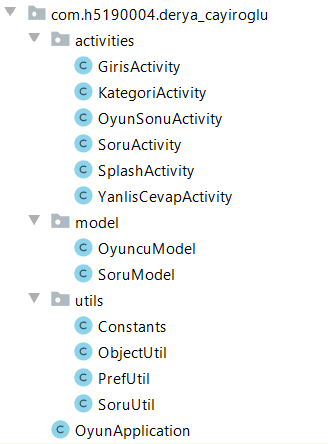 com.h5190004.derya_cayiroglu
activities
C GirisActivity
C KategoriActivity
C OyunSonuActivity
C SoruActivity
C SplashActivity
C YanlisCevapActivity
model
C OyuncuModel
C SoruModel
utils
C Constants
C ObjectUtil
C PrefUtil
C SoruUtil
C OyunApplication